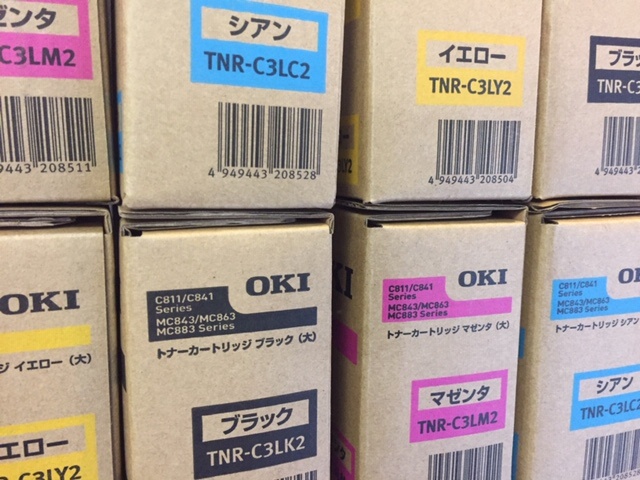 ゼンタ
C3LM2
949443 208511
シアン
TNR-C3LC2
4 949443 208528
イエロー
TNR-C3LY2
4 949443 208504
ー
LY2
ブラッ
TNR-C3
4 949443
OKI
ジ イエロー (大)
エロー
-C3LY2
OKI
C811/C841
Series
MC843/MC863
MC883 Series
トナーカートリッジ ブラック (大)
ブラック
TNR-C3LK2
OKI
C811/C841
Series
MC843/MC863
MC883 Series
トナーカートリッジ マゼンタ (大)
マゼンタ
TNR-C3LM2
OKI
C811/C841
Series
MC843/MC863
MC883 Series
トナーカートリッジ シアン
シアン
TNR-C3LC2